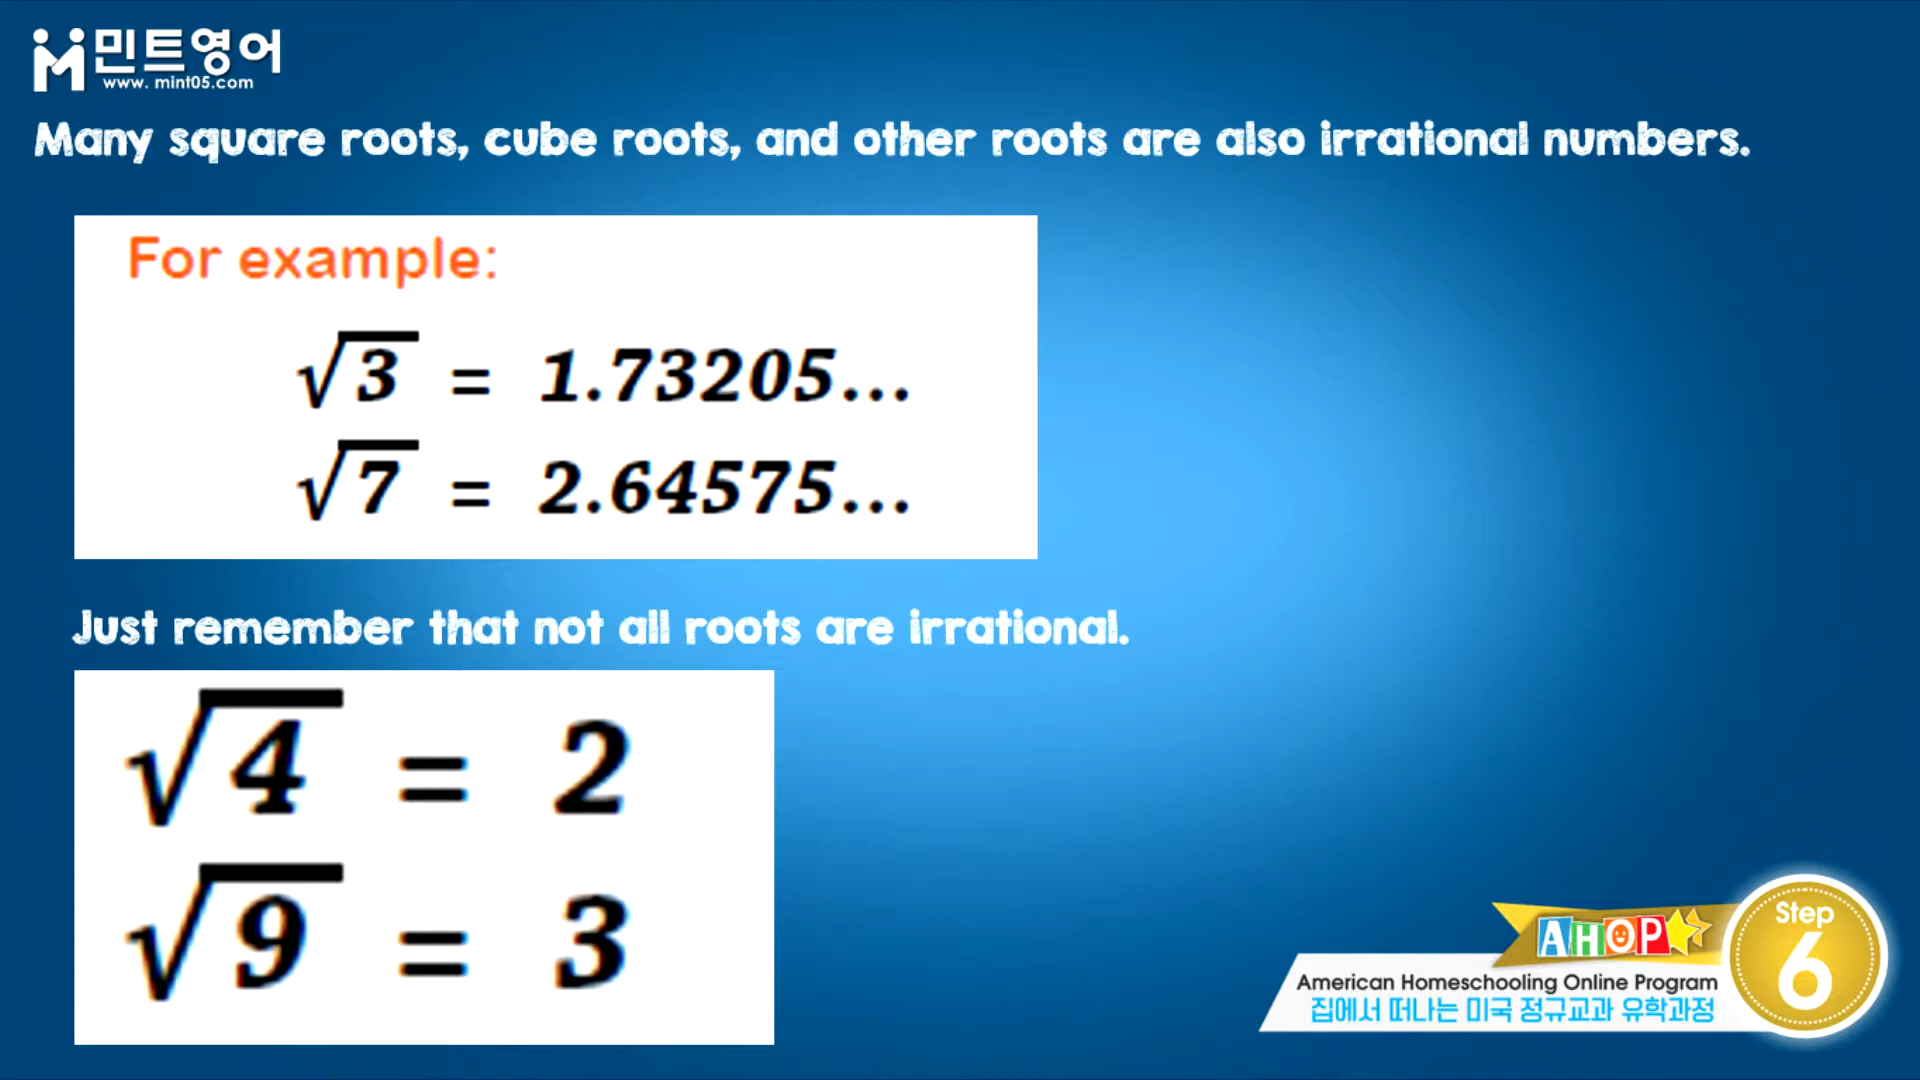 민트영어
www. mint05.com
Many square roots, cube roots, and other roots are also irrational numbers.
For example:
√3 = 1.73205...
√7 = 2.64575...
Just remember that not all roots are irrational.
√4 = 2
√9 = 3
AHOP
Step
6
American Homeschooling Online Program
집에서 떠나는 미국 정규교과 유학과정